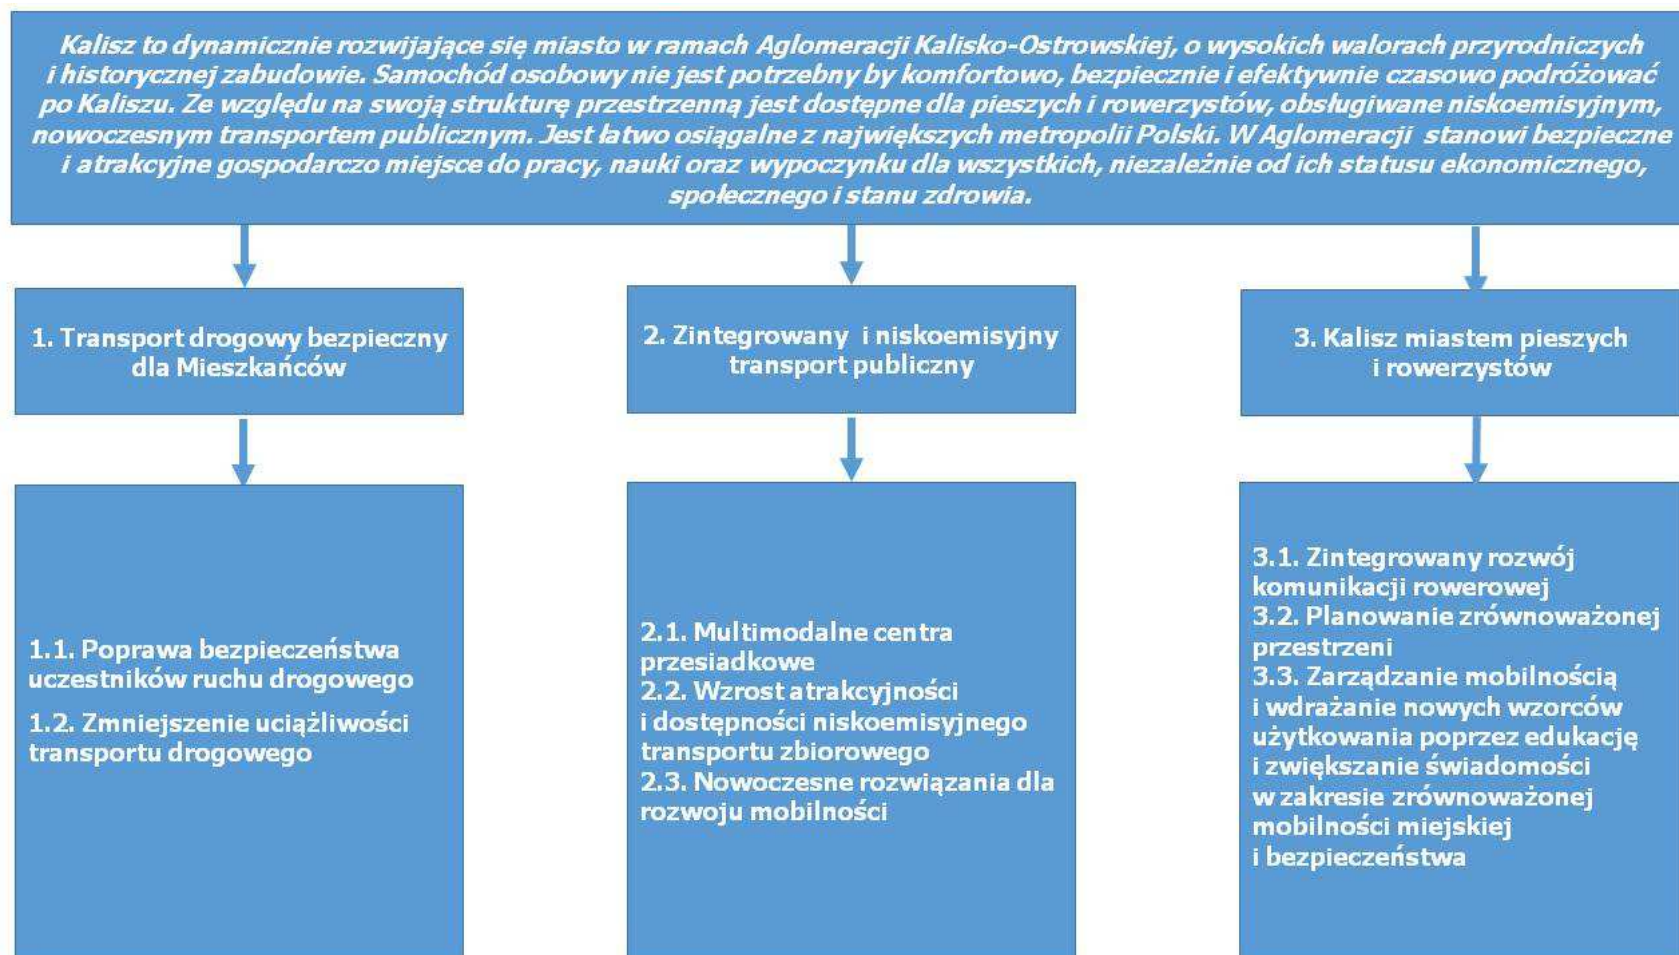 Kalisz to dynamicznie rozwijające się miasto w ramach Aglomeracji Kalisko-Ostrowskiej, o wysokich walorach przyrodniczych
i historycznej zabudowie. Samochód osobowy nie jest potrzebny by komfortowo, bezpiecznie i efektywnie czasowo podróżować
po Kaliszu. Ze względu na swoją strukturę przestrzenną jest dostępne dla pieszych i rowerzystów, obsługiwane niskoemisyjnym,
nowoczesnym transportem publicznym. Jest łatwo osiągalne z największych metropolii Polski. W Aglomeracji stanowi bezpieczne
i atrakcyjne gospodarczo miejsce do pracy, nauki oraz wypoczynku dla wszystkich, niezależnie od ich statusu ekonomicznego,
społecznego i stanu zdrowia.
1. Transport drogowy bezpieczny
dla Mieszkańców
2. Zintegrowany i niskoemisyjny
transport publiczny
3. Kalisz miastem pieszych
i rowerzystów
1.1. Poprawa bezpieczeństwa
uczestników ruchu drogowego
1.2. Zmniejszenie uciążliwości
transportu drogowego
2.1. Multimodalne centra
przesiadkowe
2.2. Wzrost atrakcyjności
i dostępności niskoemisyjnego
transportu zbiorowego
2.3. Nowoczesne rozwiązania dla
rozwoju mobilności
3.1. Zintegrowany rozwój
komunikacji rowerowej
3.2. Planowanie zrównoważonej
przestrzeni
3.3. Zarządzanie mobilnością
i wdrażanie nowych wzorców
użytkowania poprzez edukację
i zwiększanie świadomości
w zakresie zrównoważonej
mobilności miejskiej
i bezpieczeństwa